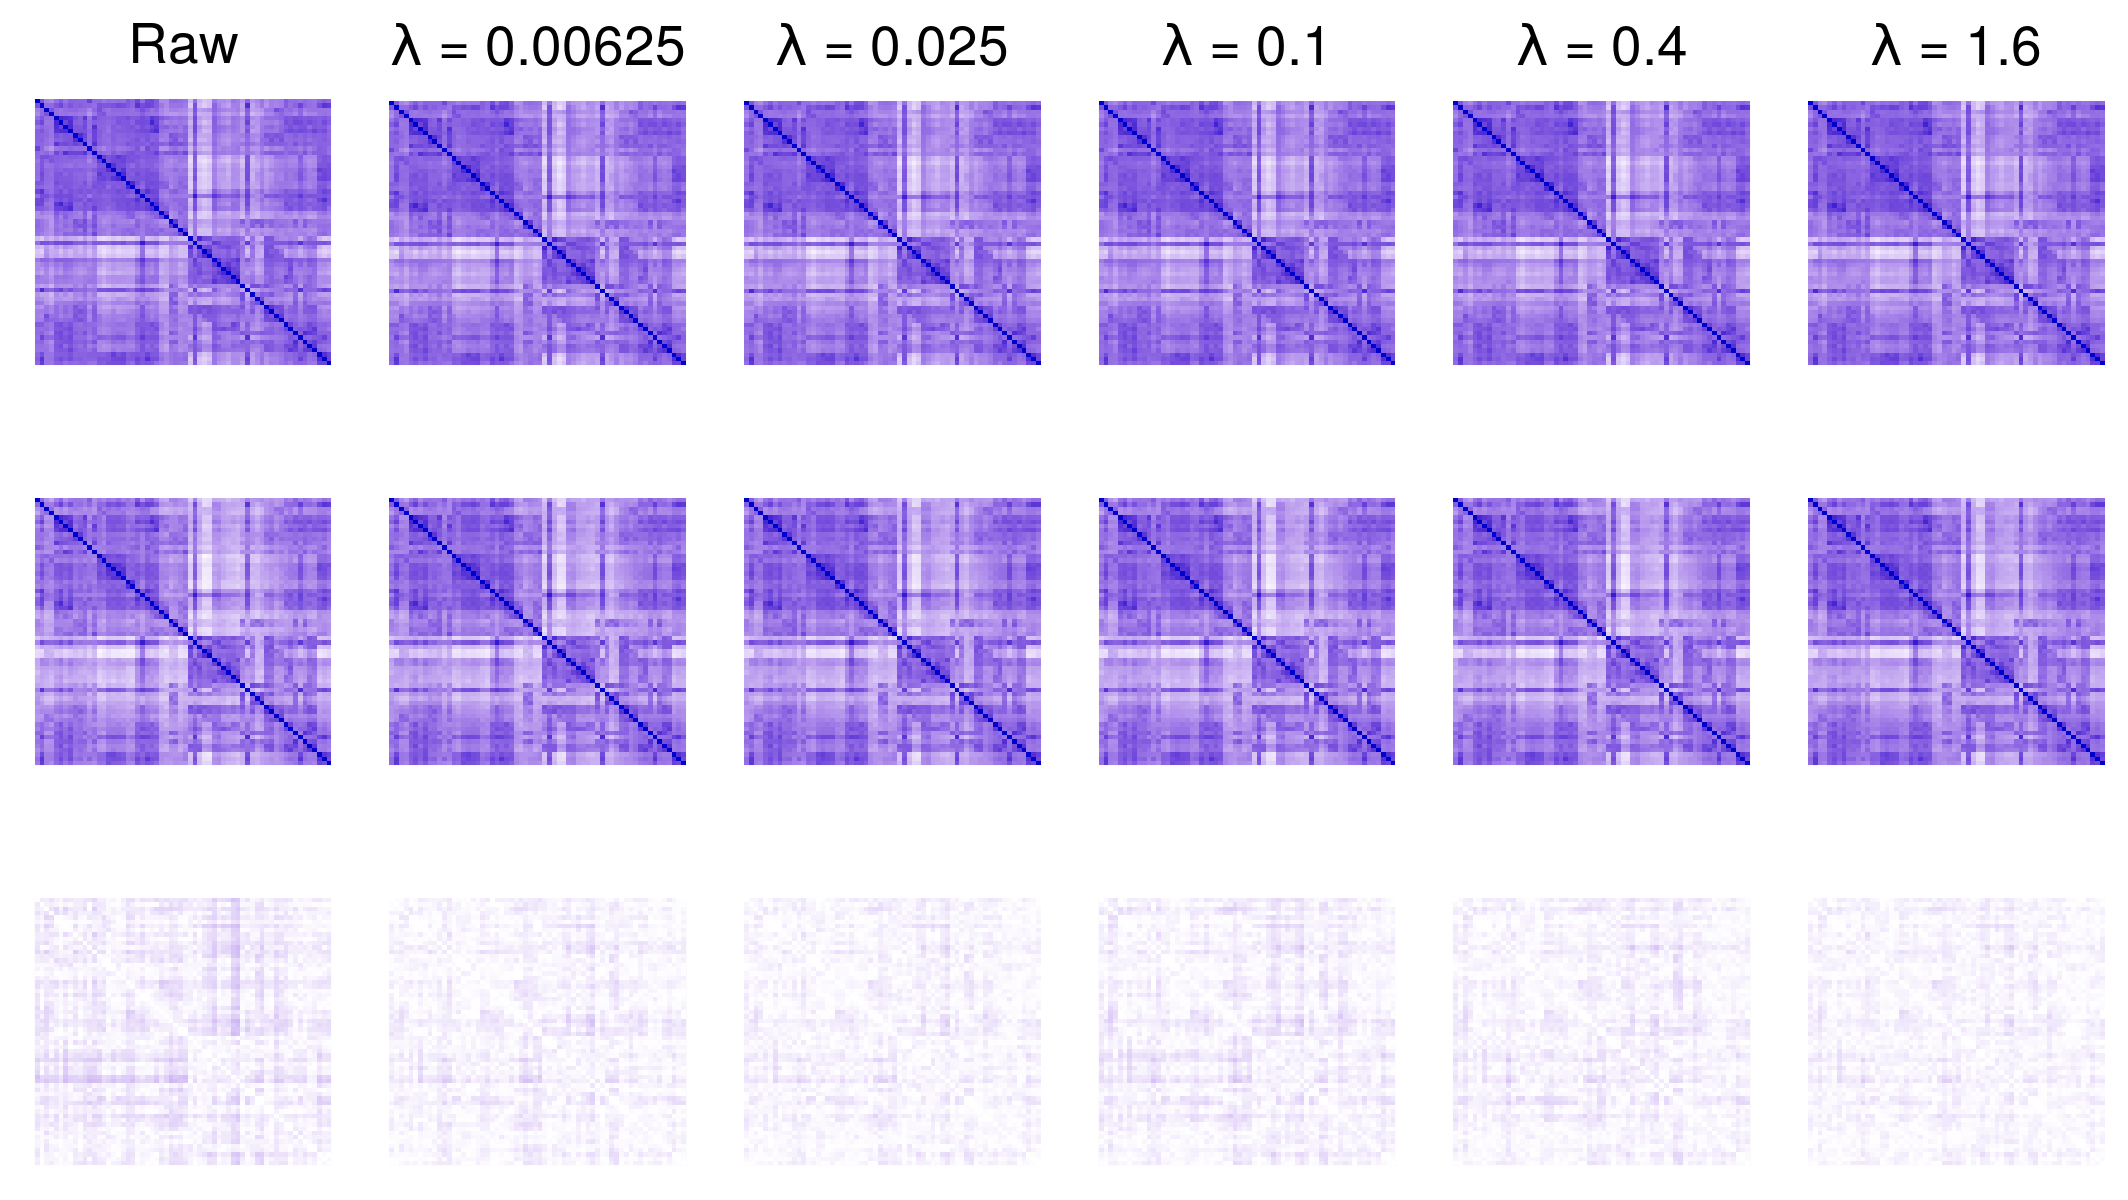 Raw λ = 0.00625 λ = 0.025 λ = 0.1 λ = 0.4 λ = 1.6